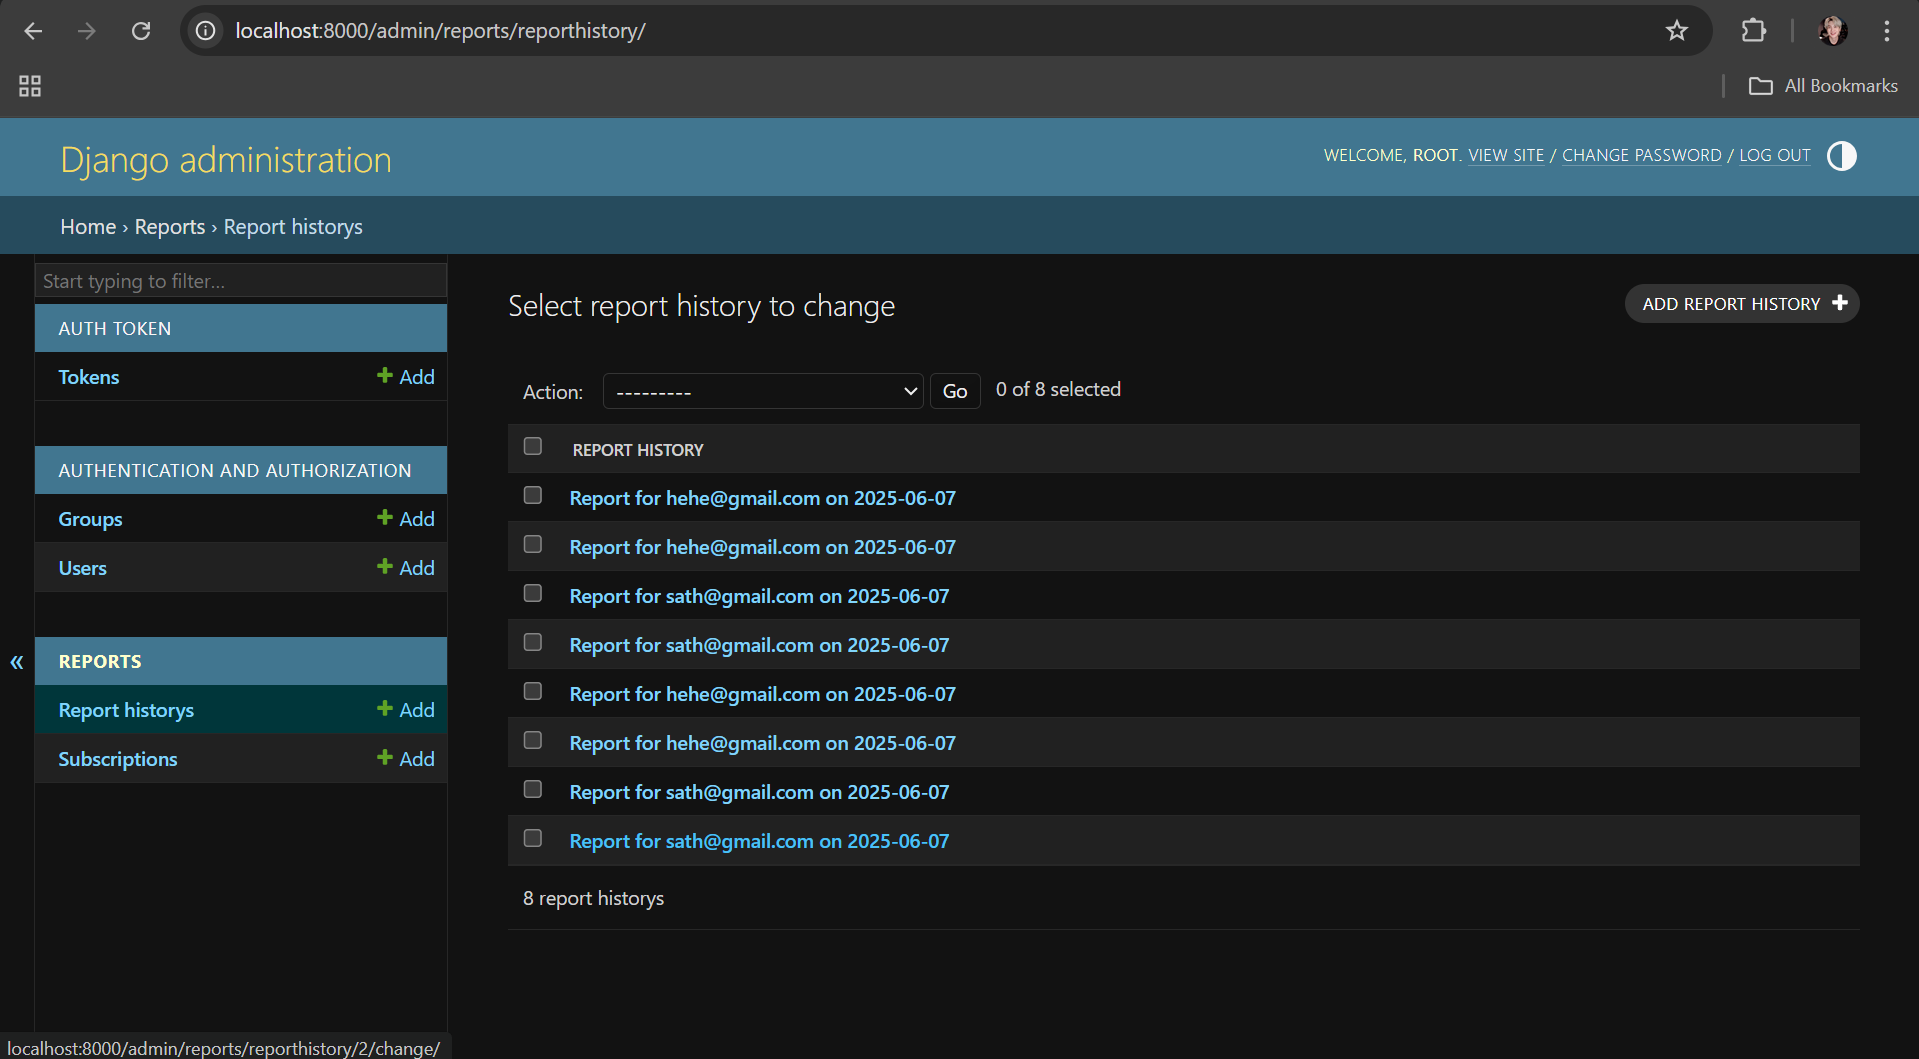 localhost:8000/admin/reports/reporthistory/
All Bookmarks
Django administration
WELCOME, ROOT. VIEW SITE / CHANGE PASSWORD / LOG OUT
Home › Reports › Report historys
Start typing to filter...
AUTH TOKEN
Tokens + Add
AUTHENTICATION AND AUTHORIZATION
Groups + Add
Users + Add
«
REPORTS
Report historys + Add
Subscriptions + Add
Select report history to change
ADD REPORT HISTORY +
Action: --------- Go 0 of 8 selected
REPORT HISTORY
Report for hehe@gmail.com on 2025-06-07
Report for hehe@gmail.com on 2025-06-07
Report for sath@gmail.com on 2025-06-07
Report for sath@gmail.com on 2025-06-07
Report for hehe@gmail.com on 2025-06-07
Report for hehe@gmail.com on 2025-06-07
Report for sath@gmail.com on 2025-06-07
Report for sath@gmail.com on 2025-06-07
8 report historys
localhost:8000/admin/reports/reporthistory/2/change/